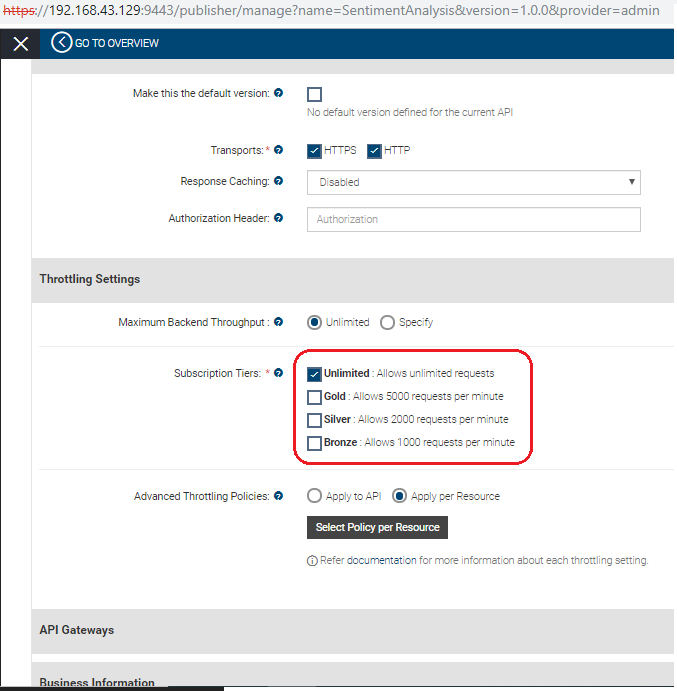 https://192.168.43.129:9443/publisher/manage?name=SentimentAnalysis&version=1.0.0&provider=admin
GO TO OVERVIEW
Make this the default version:
No default version defined for the current API
Transports: * HTTPS HTTP
Response Caching: Disabled
Authorization Header: Authorization
Throttling Settings
Maximum Backend Throughput : Unlimited Specify
Subscription Tiers: * Unlimited : Allows unlimited requests
Gold : Allows 5000 requests per minute
Silver : Allows 2000 requests per minute
Bronze : Allows 1000 requests per minute
Advanced Throttling Policies: Apply to API Apply per Resource
Select Policy per Resource
Refer documentation for more information about each throttling setting.
API Gateways
Business Information